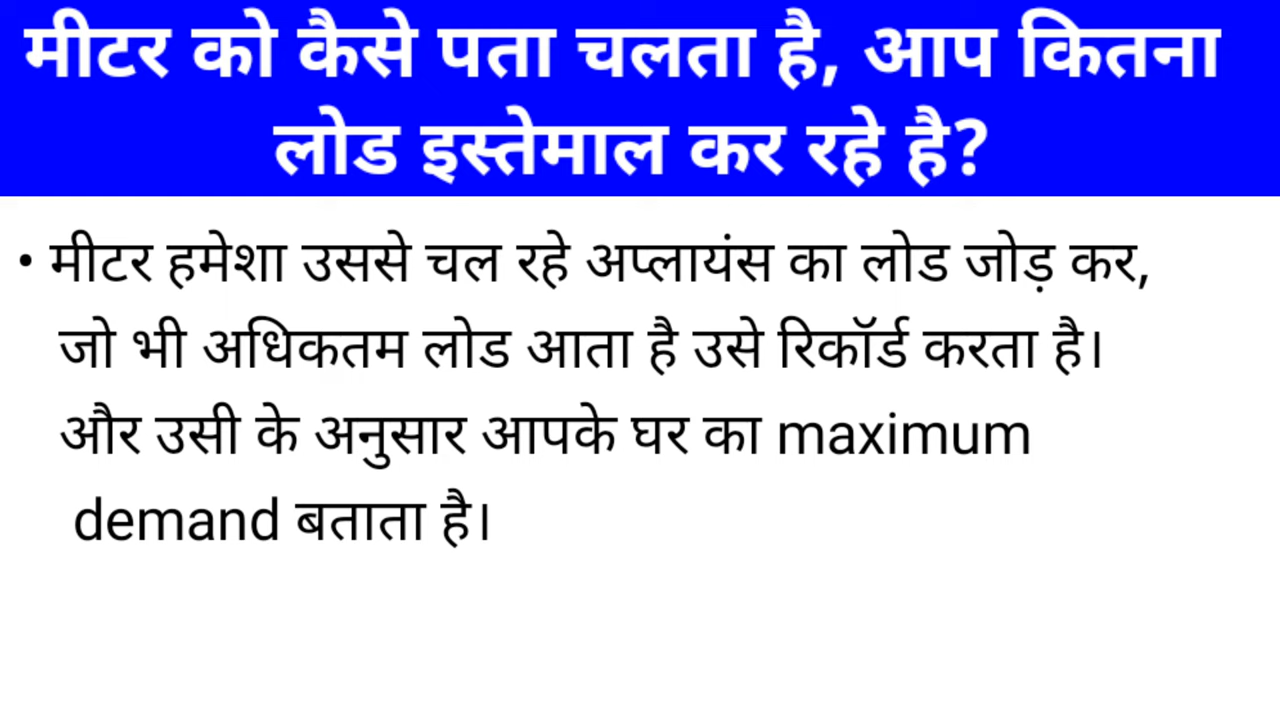 मीटर को कैसे पता चलता है, आप कितना
लोड इस्तेमाल कर रहे है?
• मीटर हमेशा उससे चल रहे अप्लायंस का लोड जोड़ कर,
जो भी अधिकतम लोड आता है उसे रिकॉर्ड करता है।
और उसी के अनुसार आपके घर का maximum
demand बताता है।